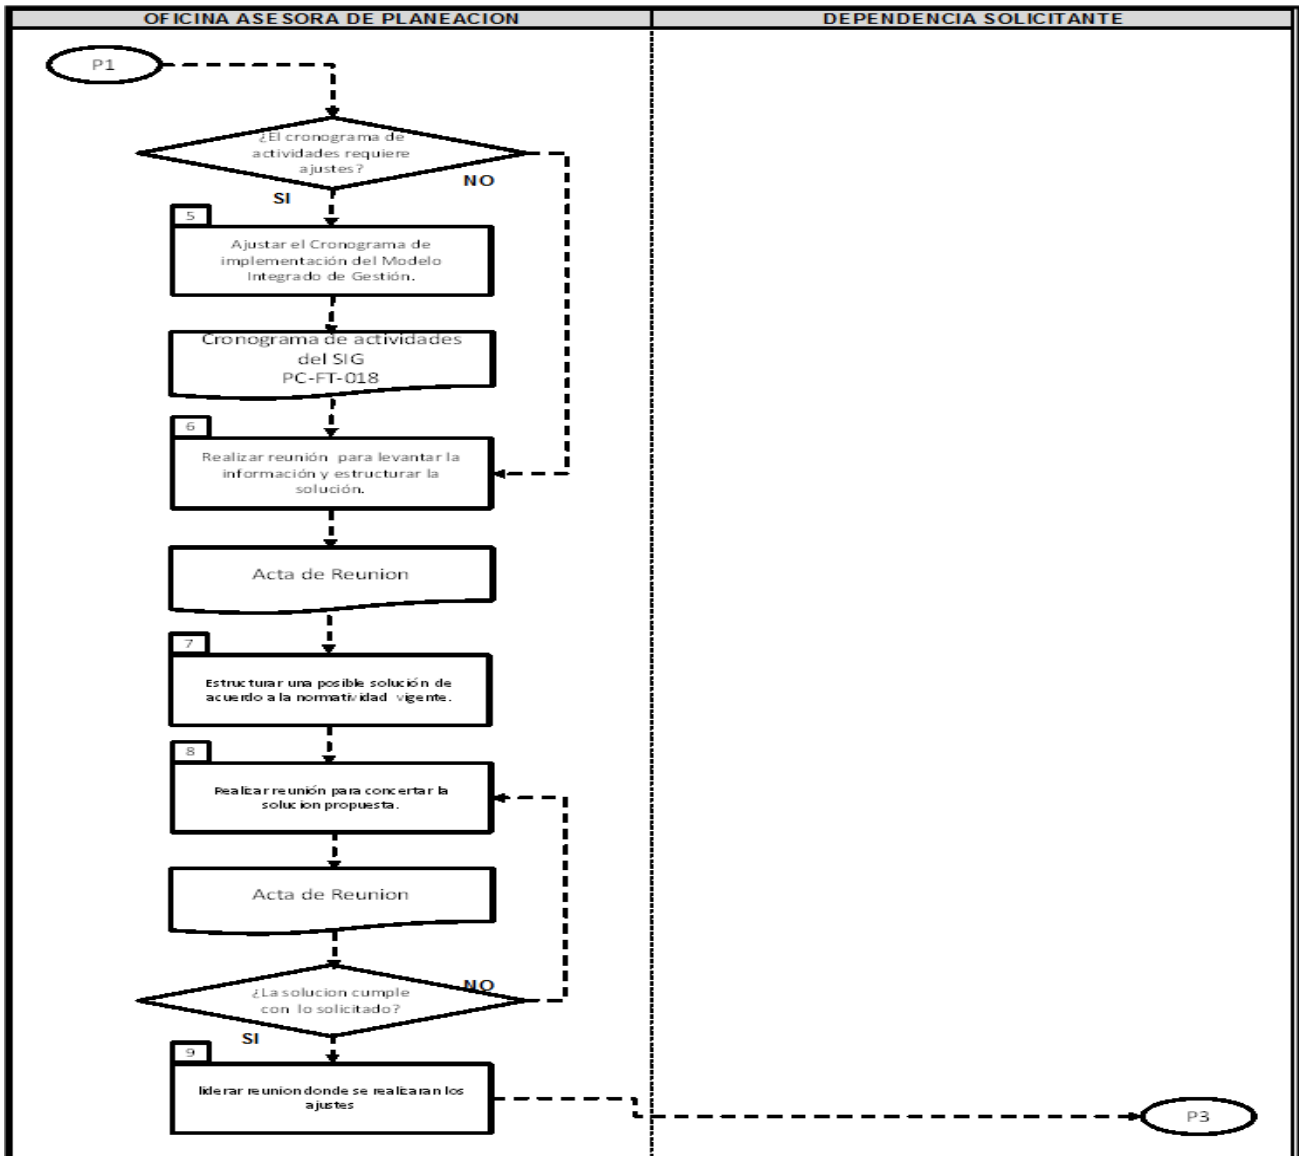 OFICINA ASESORA DE PLANEACION
DEPENDENCIA SOLICITANTE
P1
¿El cronograma de
actividades requiere
ajustes?
NO
SI
5
Ajustar el Cronograma de
implementación del Modelo
Integrado de Gestión.
Cronograma de actividades
del SIG
PC-FT-018
6
Realizar reunión para levantar la
información y estructurar la
solución.
Acta de Reunion
7
Estructurar una posible solución de
acuerdo a la normatividad vigente.
8
Realizar reunión para concertar la
solucion propuesta.
Acta de Reunion
NO
¿La solucion cumple
con lo solicitado?
SI
9
liderar reunion donde se realizaran los
ajustes
P3